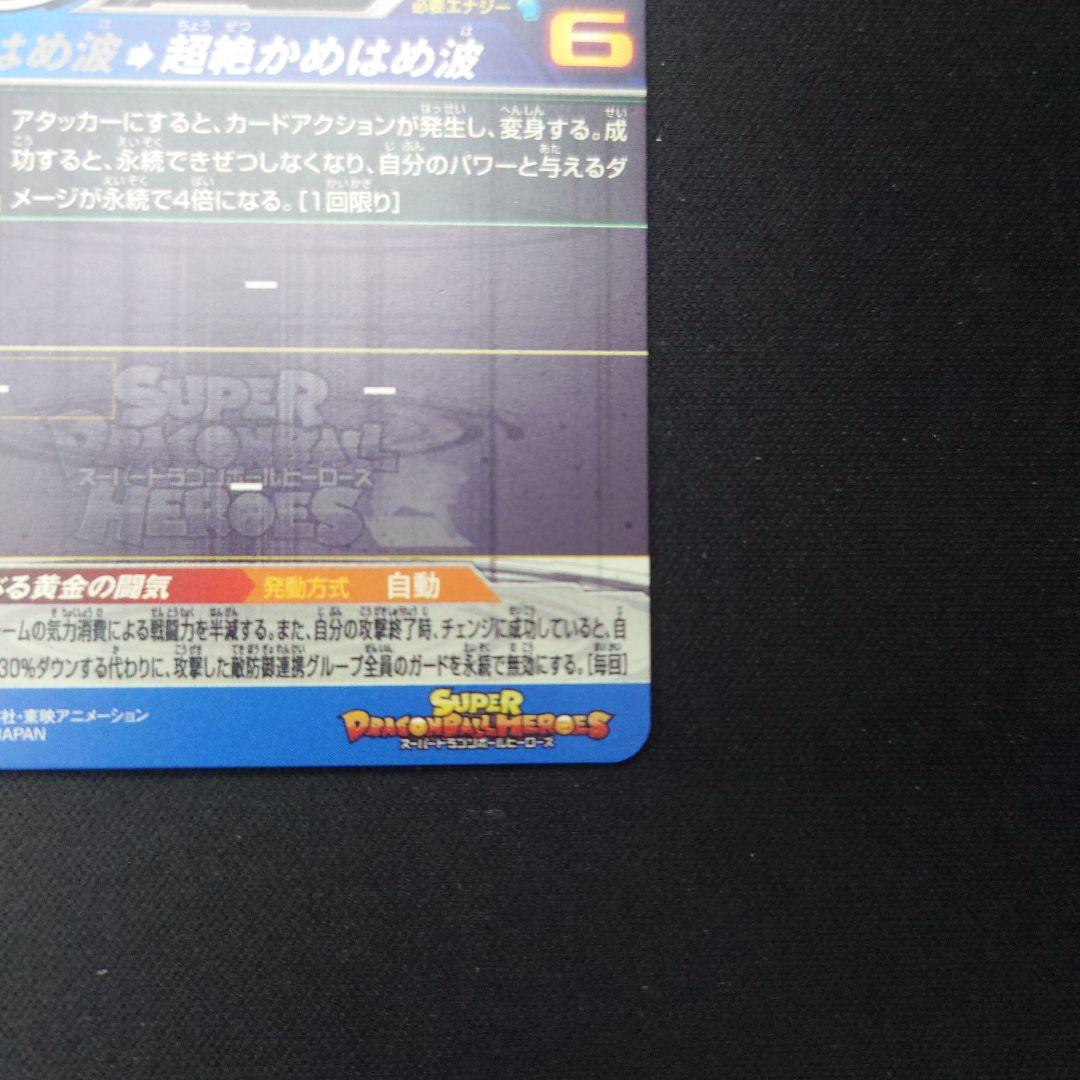 必要エナジー 6
はめ波➡超絶かめはめ波
アタッカーにすると、カードアクションが発生し、変身する。成
功すると、永続できぜつしなくなり、自分のパワーと与えるダ
メージが永続で4倍になる。[1回限り]
SUPER
DRAGONBALL
スーパードラゴンボールヒーローズ
HEROES
る黄金の闘気 発動方式 自動
ームの気力消費による戦闘力を半減する。また、自分の攻撃終了時、チェンジに成功していると、自
30%ダウンする代わりに、攻撃した敵防御連携グループ全員のガードを永続で無効にする。[毎回]
社・東映アニメーション
JAPAN
SUPER
DRAGONBALL HEROES
スーパードラゴンボールヒーローズ